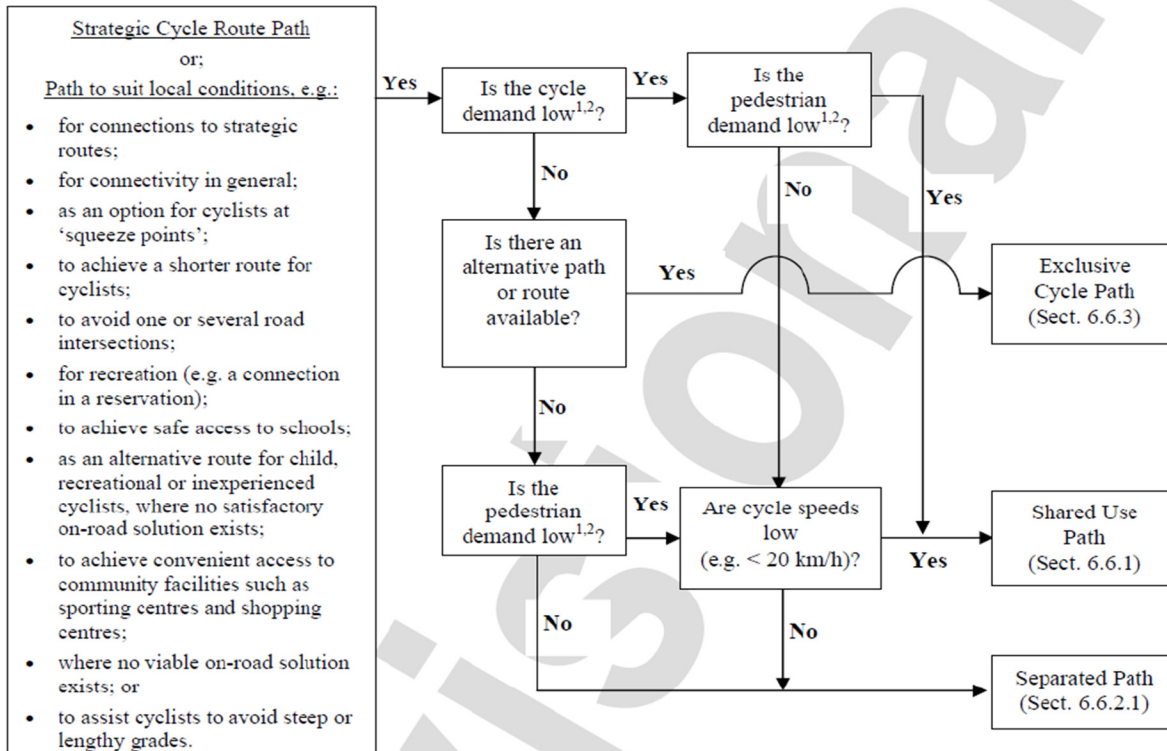 Strategic Cycle Route Path
or;
Path to suit local conditions, e.g.:
• for connections to strategic
routes;
• for connectivity in general;
• as an option for cyclists at
‘squeeze points’;
• to achieve a shorter route for
cyclists;
• to avoid one or several road
intersections;
• for recreation (e.g. a connection
in a reservation);
• to achieve safe access to schools;
• as an alternative route for child,
recreational or inexperienced
cyclists, where no satisfactory
on-road solution exists;
• to achieve convenient access to
community facilities such as
sporting centres and shopping
centres;
• where no viable on-road solution
exists; or
• to assist cyclists to avoid steep or
lengthy grades.
Yes
Is the cycle
demand low1,2?
Yes
Is the
pedestrian
demand low1,2?
No
No
Yes
Is there an
alternative path
or route
available?
Yes
Exclusive
Cycle Path
(Sect. 6.6.3)
No
Is the
pedestrian
demand low1,2?
Yes
Are cycle speeds
low
(e.g. < 20 km/h)?
Yes
Shared Use
Path
(Sect. 6.6.1)
No
No
Separated Path
(Sect. 6.6.2.1)